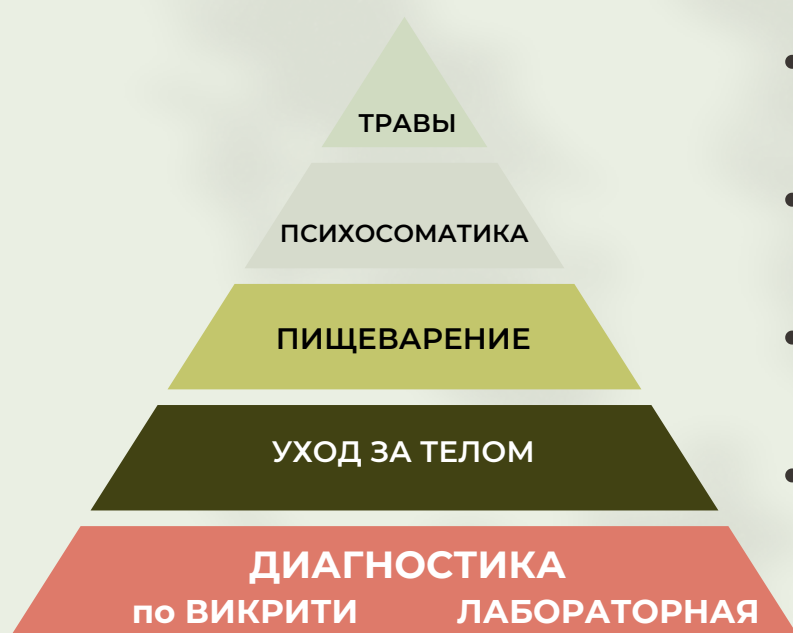 ТРАВЫ
ПСИХОСОМАТИКА
ПИЩЕВАРЕНИЕ
УХОД ЗА ТЕЛОМ
ДИАГНОСТИКА
по ВИКРИТИ ЛАБОРАТОРНАЯ